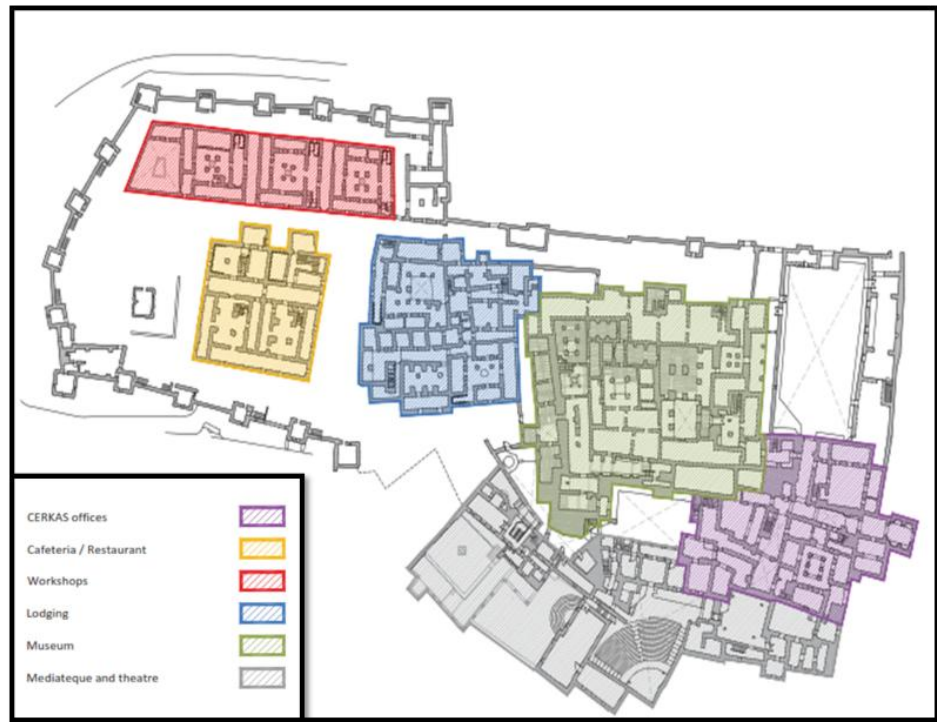 CERKAS offices
Cafeteria / Restaurant
Workshops
Lodging
Museum
Mediateque and theatre